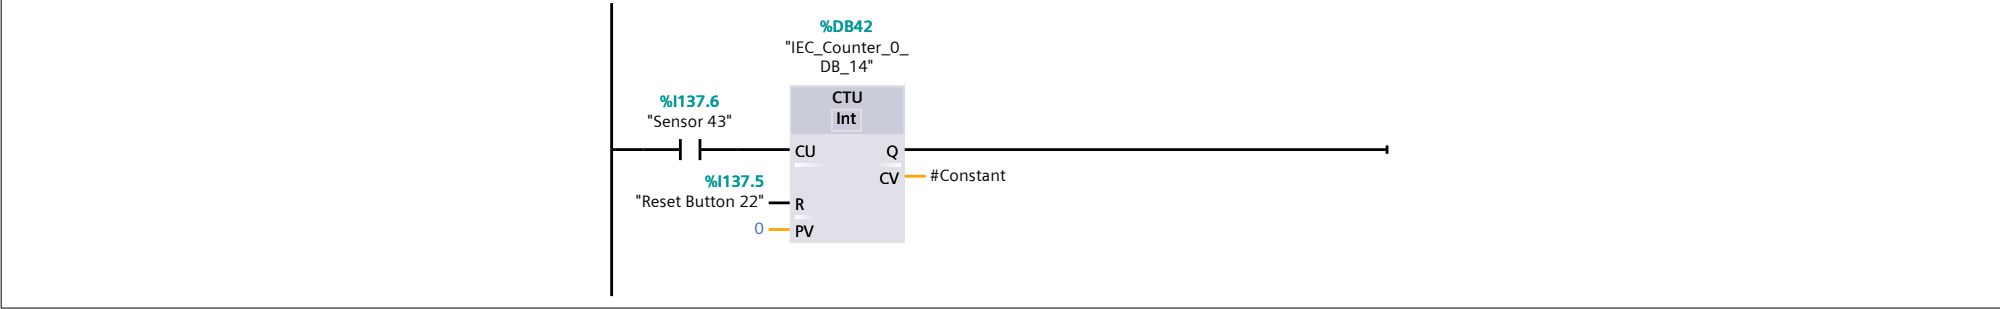 %DB42
"IEC_Counter_0_
DB_14"
%I137.6
"Sensor 43"
CTU
Int
CU
Q
%I137.5
CV
#Constant
"Reset Button 22"
R
0
PV